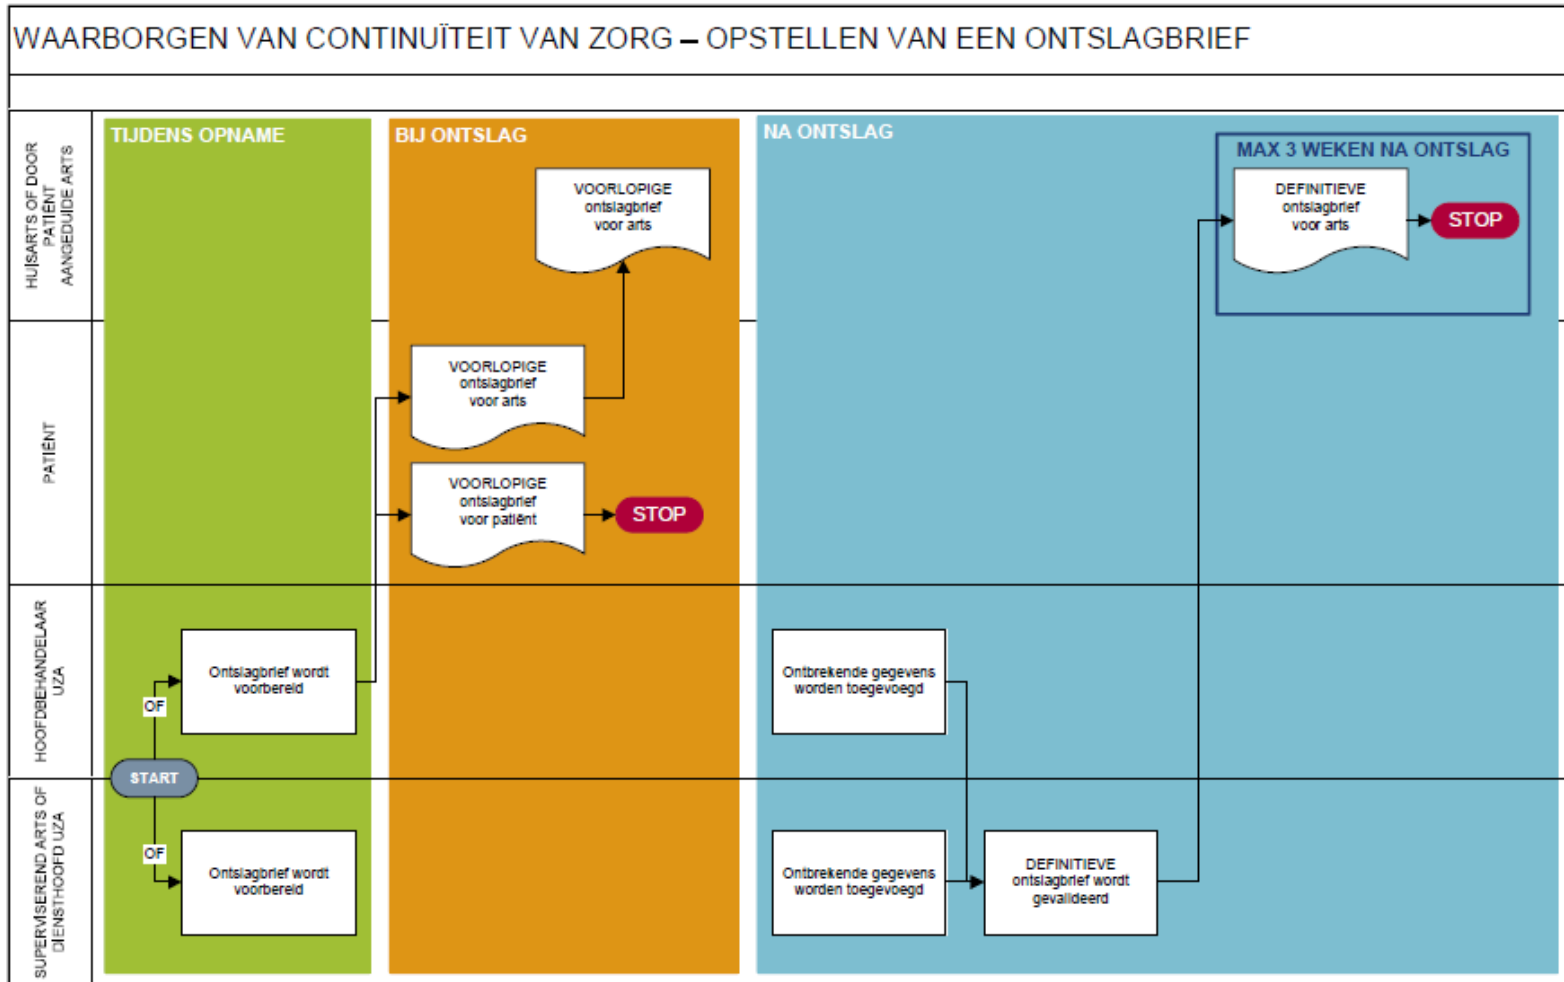 WAARBORGEN VAN CONTINUÏTEIT VAN ZORG – OPSTELLEN VAN EEN ONTSLAGBRIEF
HUISARTS OF DOOR
PATIËNT
AANGEDUIDE ARTS
TIJDENS OPNAME
BIJ ONTSLAG
NA ONTSLAG
MAX 3 WEKEN NA ONTSLAG
VOORLOPIGE
ontslagbrief
voor arts
DEFINITIEVE
ontslagbrief
voor arts
STOP
PATIËNT
VOORLOPIGE
ontslagbrief
voor arts
VOORLOPIGE
ontslagbrief
voor patiënt
STOP
HOOFDBEHANDELAAR
UZA
Ontslagbrief wordt
voorbereid
OF
Ontbrekende gegevens
worden toegevoegd
START
SUPERVISEREND ARTS OF
DIENSTHOOFD UZA
OF
Ontslagbrief wordt
voorbereid
Ontbrekende gegevens
worden toegevoegd
DEFINITIEVE
ontslagbrief wordt
gevalideerd